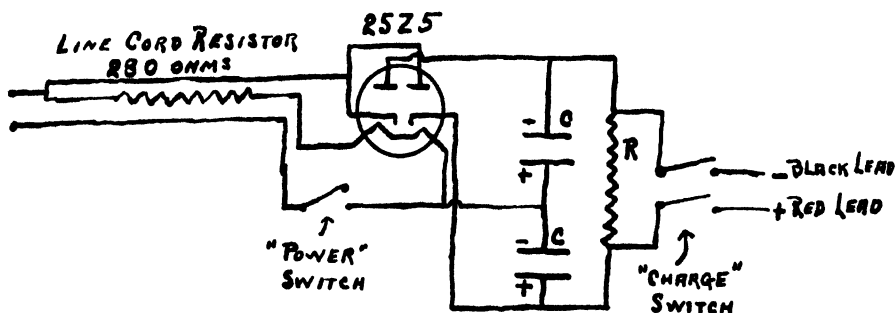 25Z5
LINE CORD RESISTOR
280 OHMS
- C
+
R
- BLACK LEAD
+ RED LEAD
- C
+
"POWER"
SWITCH
"CHARGE"
SWITCH